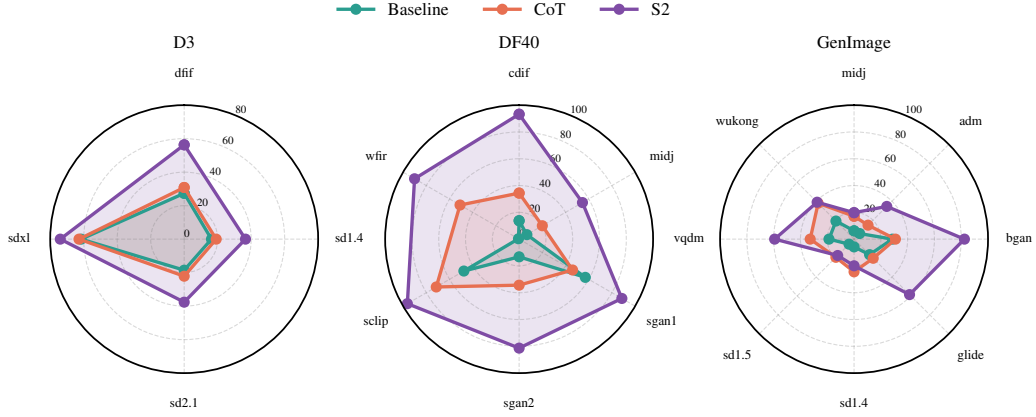 Baseline CoT S2
D3 DF40 GenImage
dfif
80
60
40
20
0
sdxl
sd2.1
cdif
100
80
60
40
20
midj
wfir
sd1.4
sclip
sgan1
sgan2
midj
100
80
60
40
20
adm
wukong
vqdm
bgan
sd1.5
glide
sd1.4